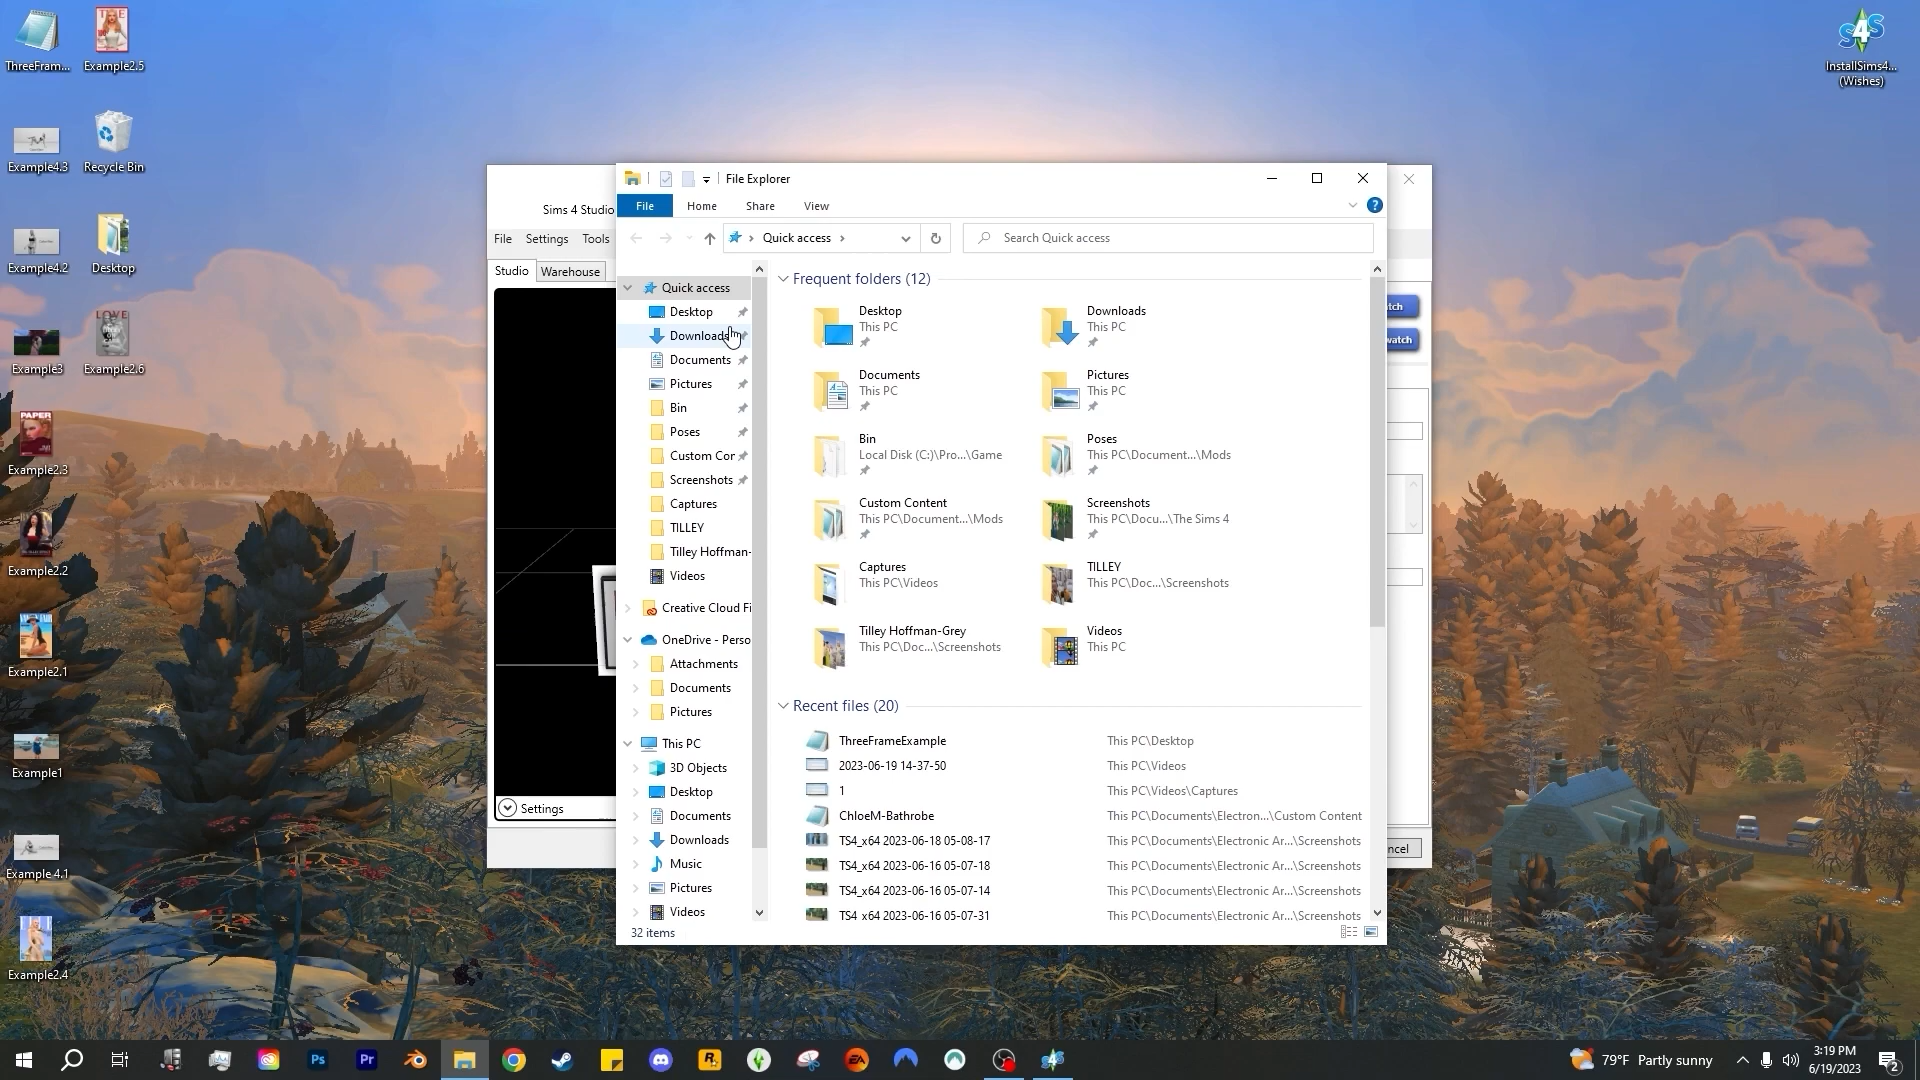 ThreeFram...
Example2.5
InstallSims4...
(Wishes)
Example4.3
Recycle Bin
Example4.2
Desktop
LOVE
Example3
Example2.6
PAPER
Example2.3
Example2.2
Example2.1
Example1
Example 4.1
Example2.4
Sims 4 Studio
File
Settings
Tools
Studio
Warehouse
Settings
tch
watch
ncel
File Explorer
File
Home
Share
View
Quick access
Search Quick access
Quick access
Desktop
Downloads
Documents
Pictures
Bin
Poses
Custom Cor
Screenshots
Captures
TILLEY
Tilley Hoffman-
Videos
Creative Cloud Fi
OneDrive - Perso
Attachments
Documents
Pictures
This PC
3D Objects
Desktop
Documents
Downloads
Music
Pictures
Videos
Frequent folders (12)
Desktop
This PC
Downloads
This PC
Documents
This PC
Pictures
This PC
Bin
Local Disk (C:)\Pro...\Game
Poses
This PC\Document...\Mods
Custom Content
This PC\Document...\Mods
Screenshots
This PC\Docu...\The Sims 4
Captures
This PC\Videos
TILLEY
This PC\Doc...\Screenshots
Tilley Hoffman-Grey
This PC\Doc...\Screenshots
Videos
This PC
Recent files (20)
ThreeFrameExample This PC\Desktop
2023-06-19 14-37-50 This PC\Videos
1 This PC\Videos\Captures
ChloeM-Bathrobe This PC\Documents\Electron...\Custom Content
TS4_x64 2023-06-18 05-08-17 This PC\Documents\Electronic Ar...\Screenshots
TS4_x64 2023-06-16 05-07-18 This PC\Documents\Electronic Ar...\Screenshots
TS4_x64 2023-06-16 05-07-14 This PC\Documents\Electronic Ar...\Screenshots
TS4_x64 2023-06-16 05-07-31 This PC\Documents\Electronic Ar...\Screenshots
32 items
Ps
Pr
EA
79°F Partly sunny
3:19 PM
6/19/2023
2